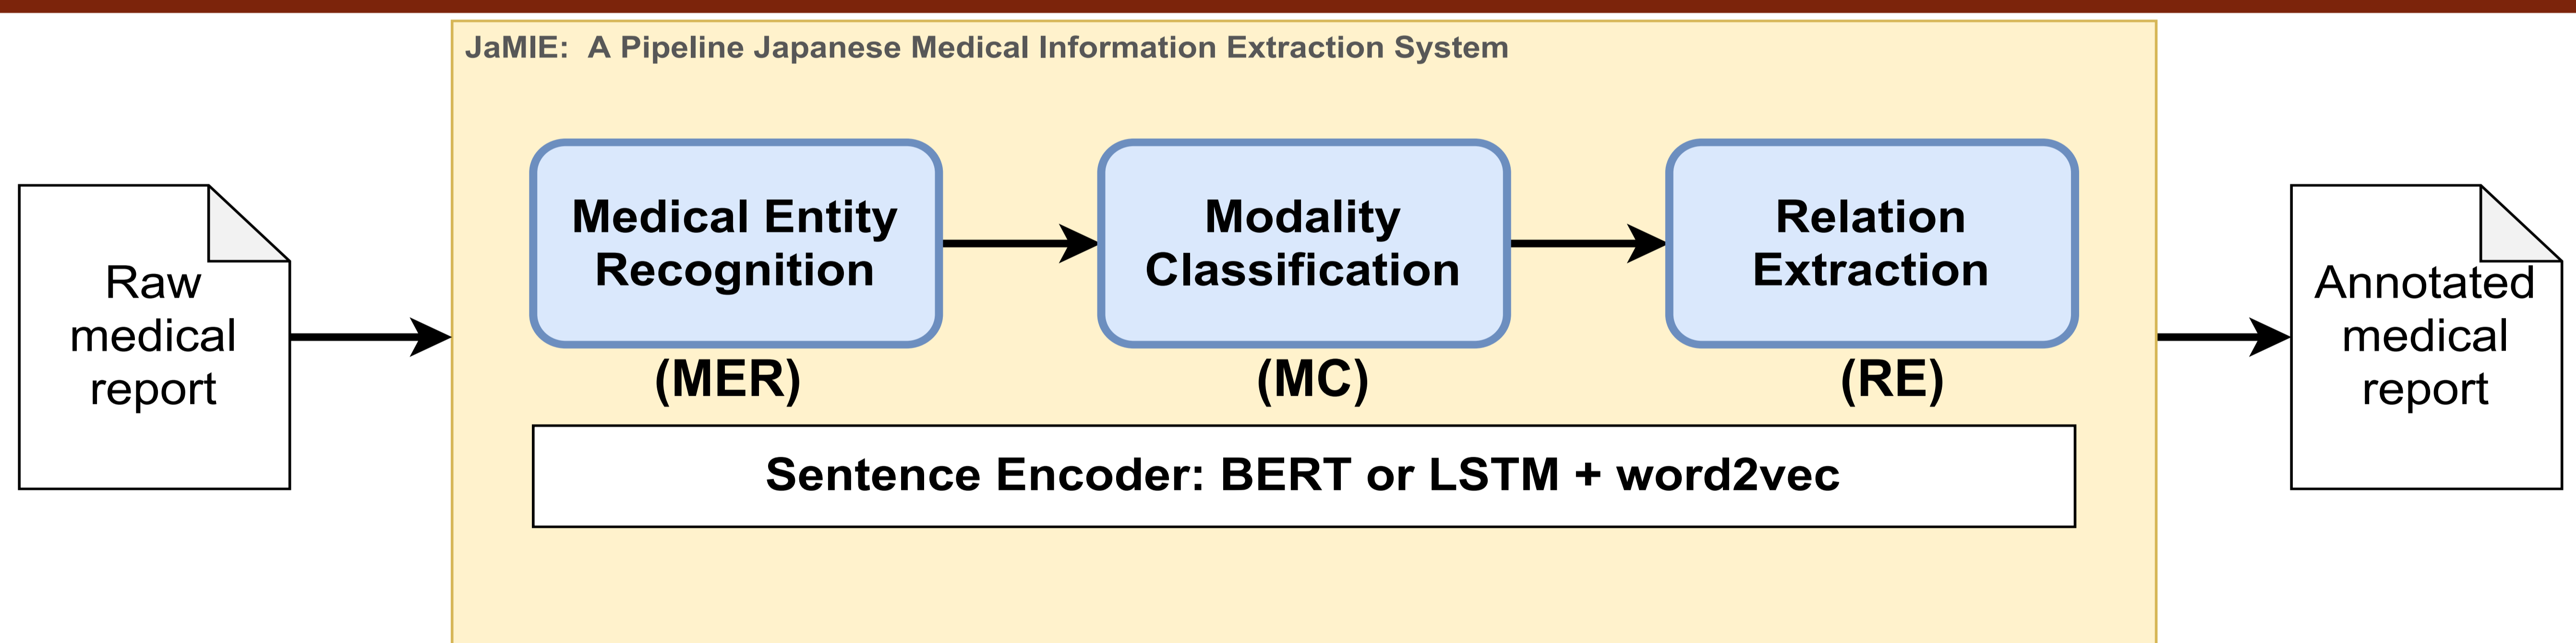 JaMIE: A Pipeline Japanese Medical Information Extraction System
Raw
medical
report
Medical Entity
Recognition
(MER)
Modality
Classification
(MC)
Relation
Extraction
(RE)
Sentence Encoder: BERT or LSTM + word2vec
Annotated
medical
report